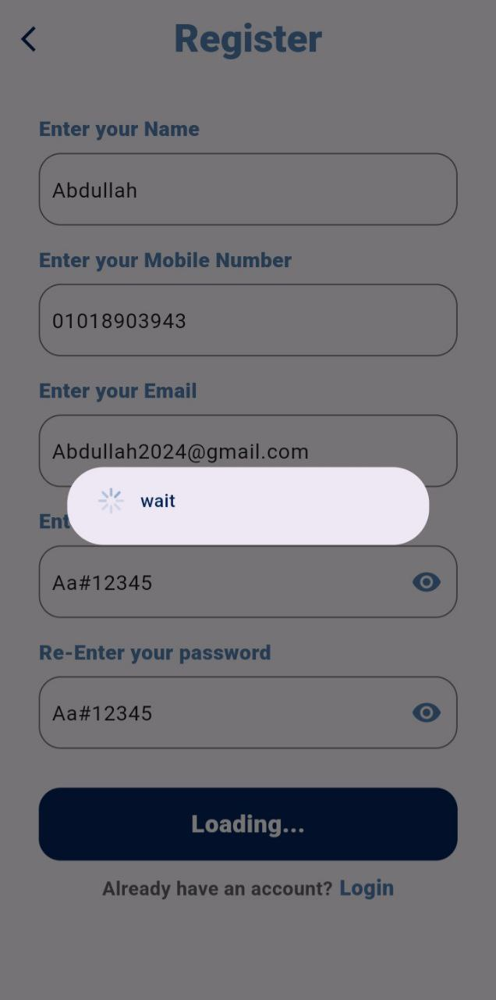 Register
Enter your Name
Abdullah
Enter your Mobile Number
01018903943
Enter your Email
Abdullah2024@gmail.com
wait
Ent
Aa#12345
Re-Enter your password
Aa#12345
Loading...
Already have an account? Login